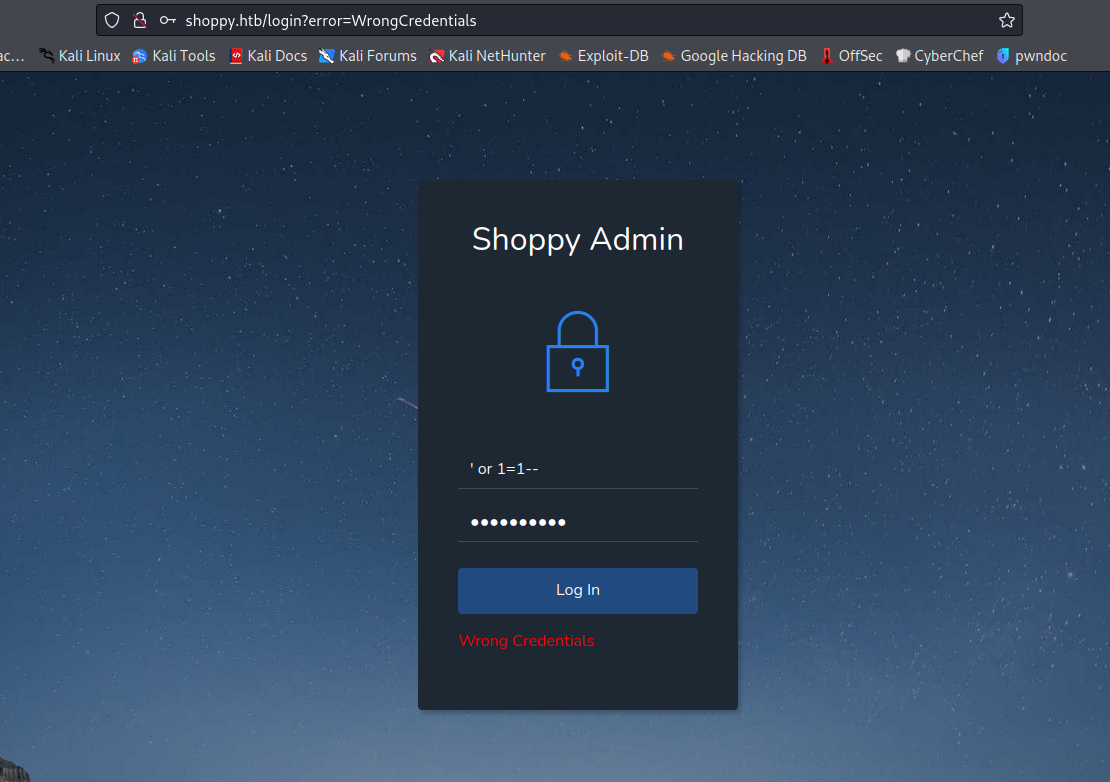 shoppy.htb/login?error=WrongCredentials
ac… Kali Linux Kali Tools Kali Docs Kali Forums Kali NetHunter Exploit-DB Google Hacking DB OffSec CyberChef pwndoc
Shoppy Admin
' or 1=1--
••••••••••
Log In
Wrong Credentials